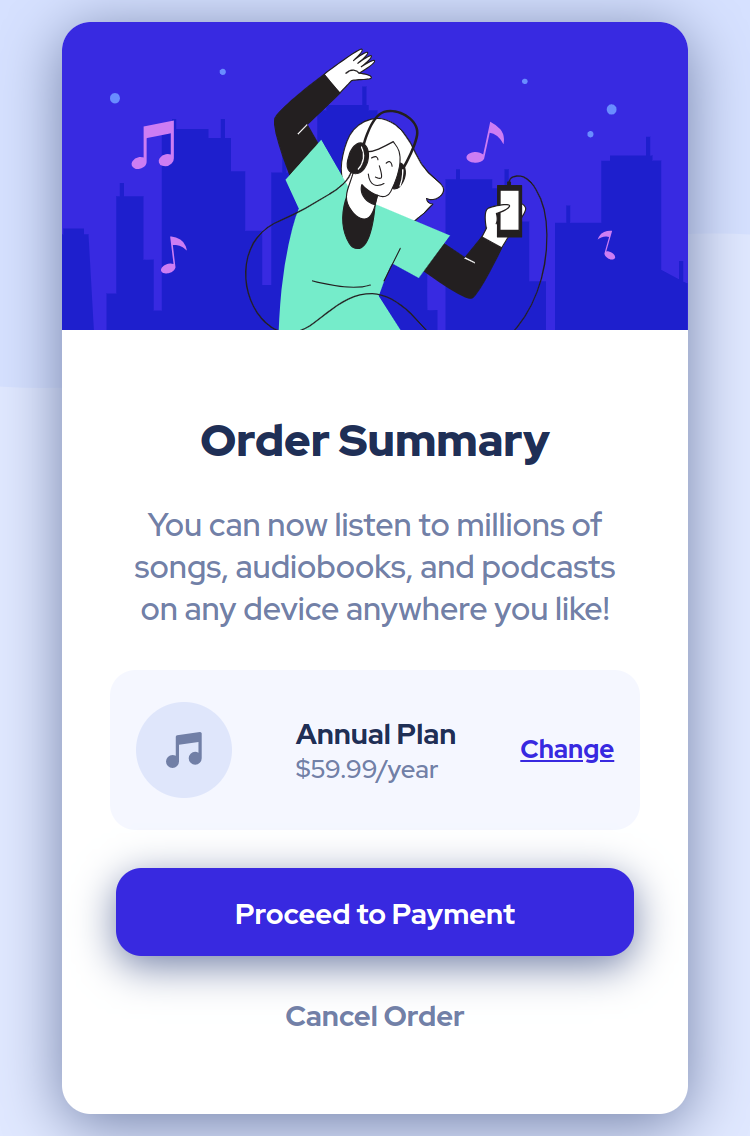 Order Summary
You can now listen to millions of
songs, audiobooks, and podcasts
on any device anywhere you like!
Annual Plan
$59.99/year
Change
Proceed to Payment
Cancel Order